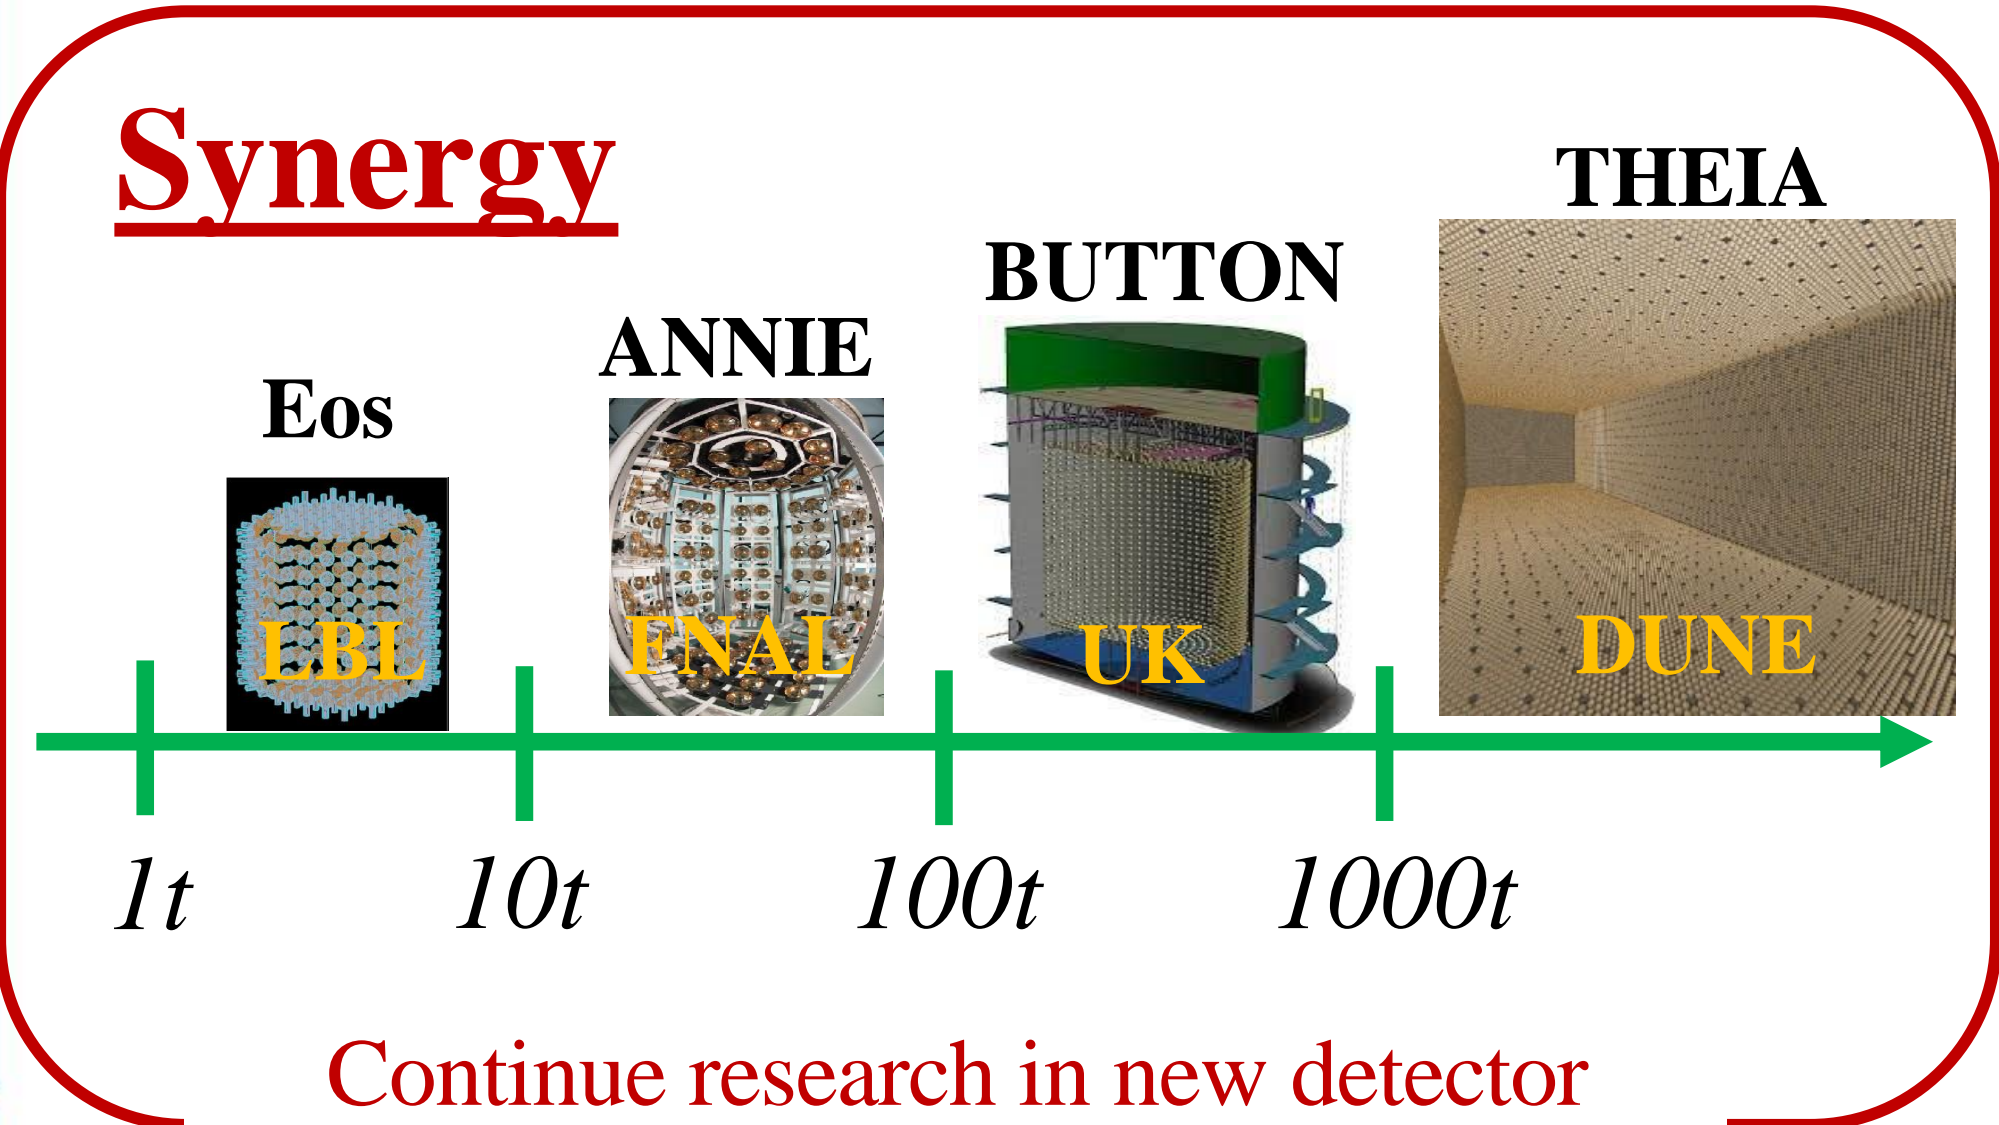 Synergy
THEIA
BUTTON
ANNIE
Eos
LBL
FNAL
UK
DUNE
1t
10t
100t
1000t
Continue research in new detector